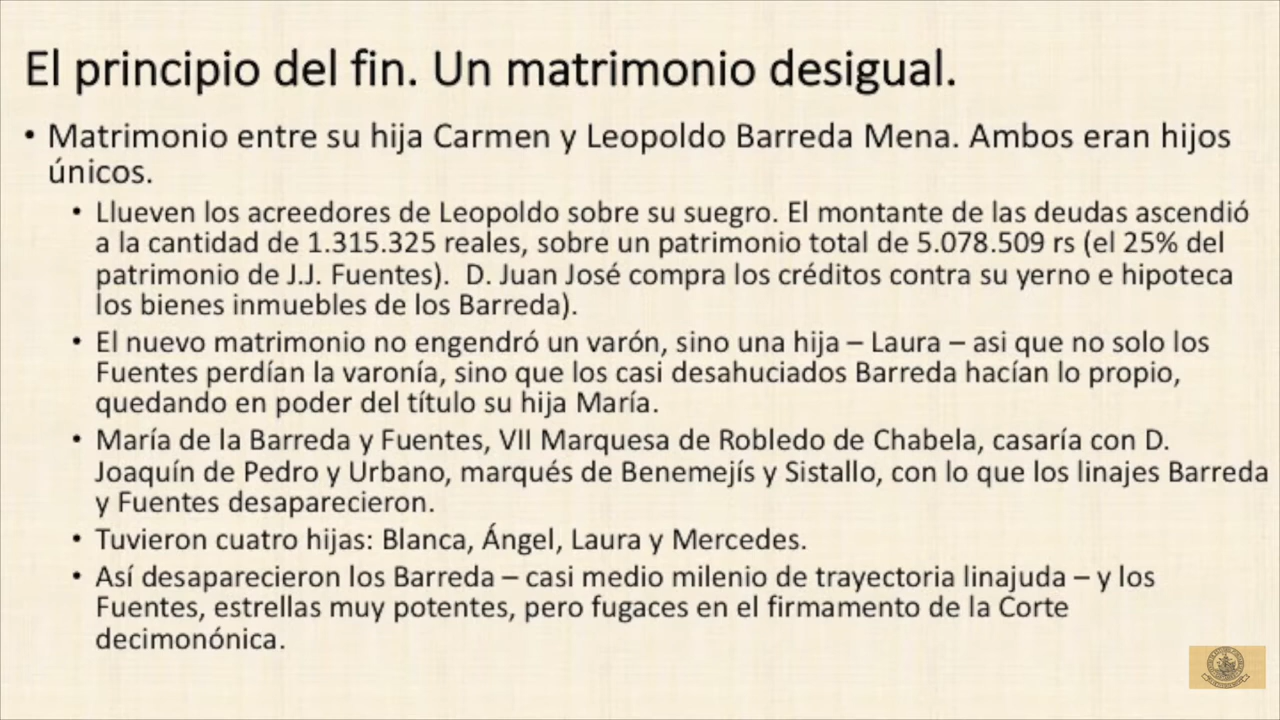 El principio del fin. Un matrimonio desigual.
• Matrimonio entre su hija Carmen y Leopoldo Barreda Mena. Ambos eran hijos
únicos.
• Llueven los acreedores de Leopoldo sobre su suegro. El montante de las deudas ascendió
a la cantidad de 1.315.325 reales, sobre un patrimonio total de 5.078.509 rs (el 25% del
patrimonio de J.J. Fuentes).  D. Juan José compra los créditos contra su yerno e hipoteca
los bienes inmuebles de los Barreda).
• El nuevo matrimonio no engendró un varón, sino una hija – Laura – asi que no solo los
Fuentes perdían la varonía, sino que los casi desahuciados Barreda hacían lo propio,
quedando en poder del título su hija María.
• María de la Barreda y Fuentes, VII Marquesa de Robledo de Chabela, casaría con D.
Joaquín de Pedro y Urbano, marqués de Benemejís y Sistallo, con lo que los linajes Barreda
y Fuentes desaparecieron.
• Tuvieron cuatro hijas: Blanca, Ángel, Laura y Mercedes.
• Así desaparecieron los Barreda – casi medio milenio de trayectoria linajuda – y los
Fuentes, estrellas muy potentes, pero fugaces en el firmamento de la Corte
decimonónica.